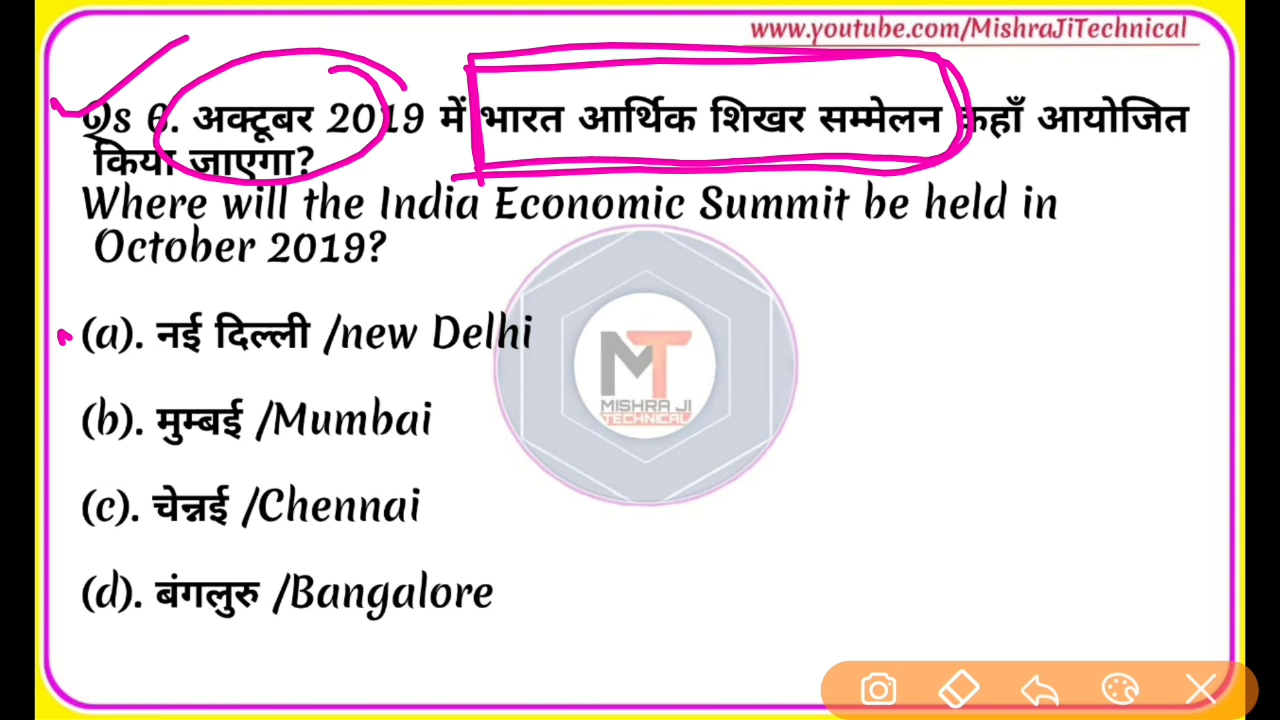 www.youtube.com/MishraJiTechnical
Qs 6. अक्टूबर 2019 में भारत आर्थिक शिखर सम्मेलन कहाँ आयोजित
किया जाएगा?
Where will the India Economic Summit be held in
October 2019?
(a). नई दिल्ली /new Delhi
(b). मुम्बई /Mumbai
(c). चेन्नई /Chennai
(d). बंगलुरु /Bangalore
MT
MISHRA JI
TECHNICAL